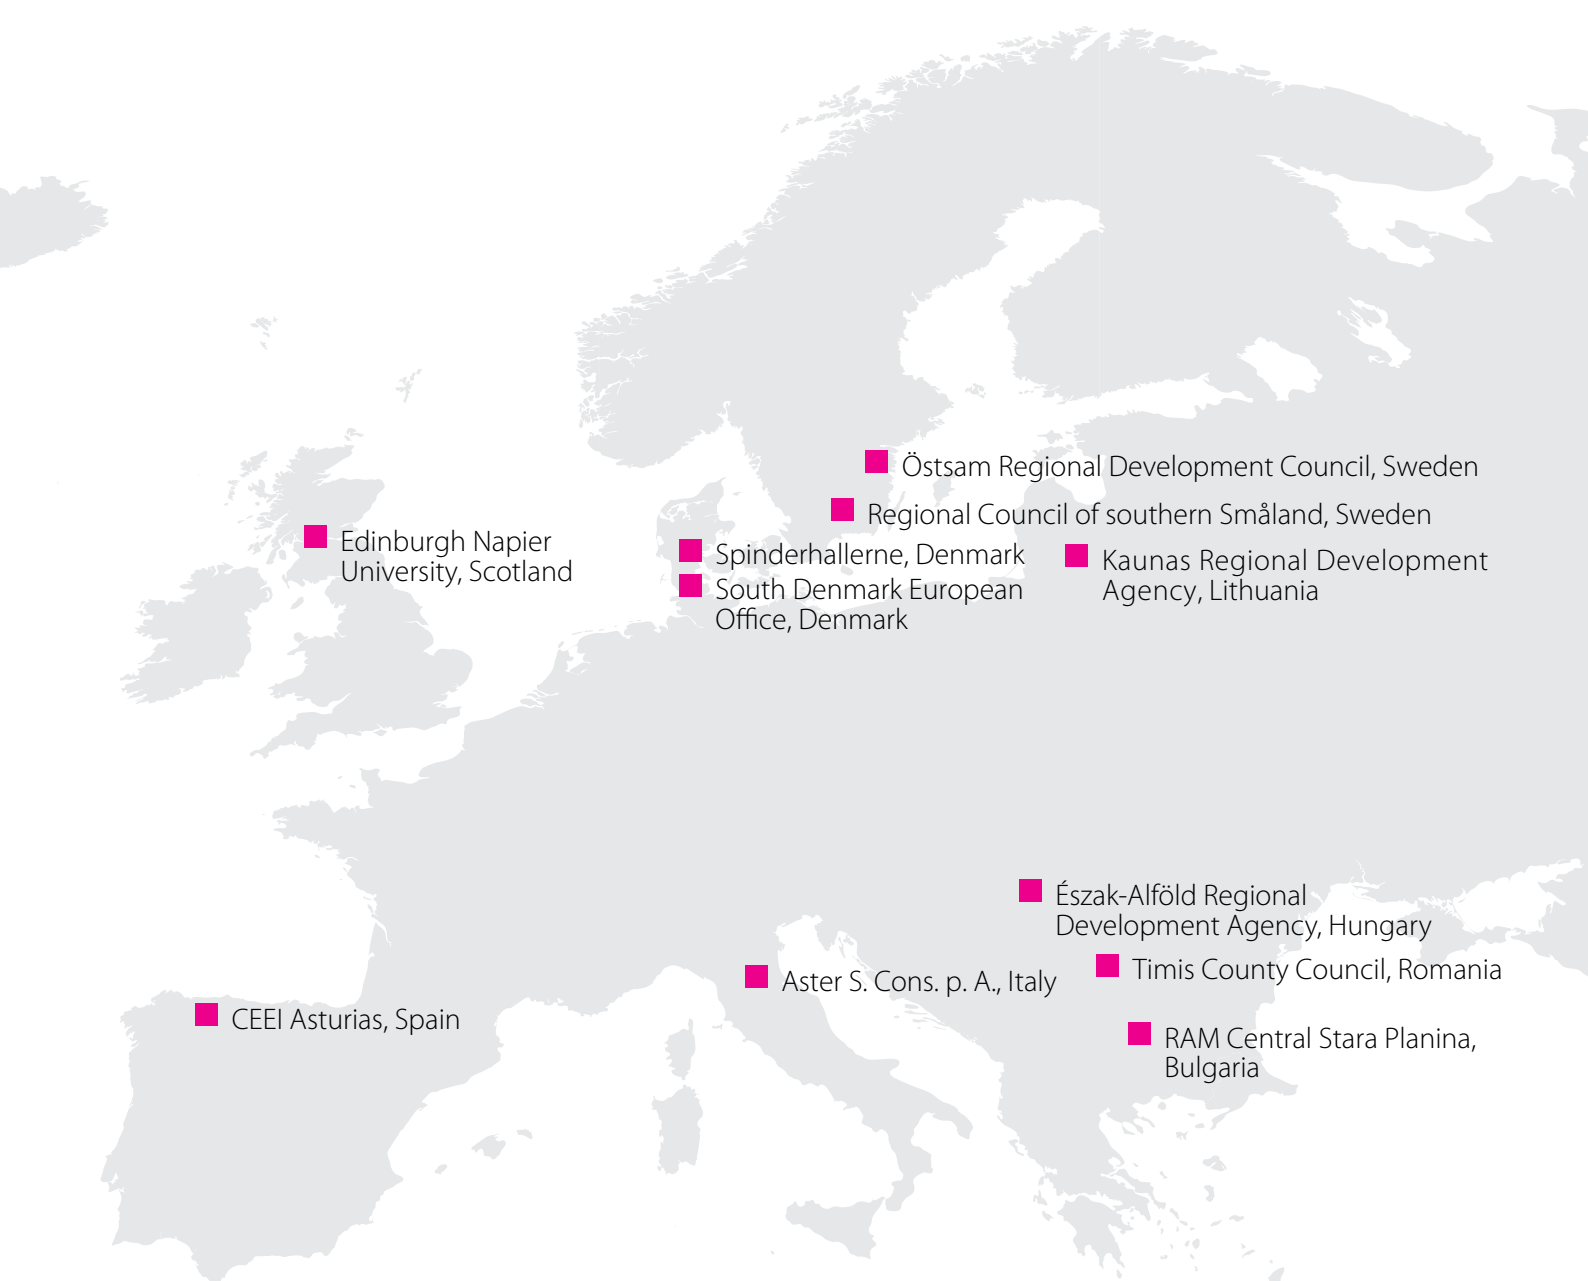 Östsam Regional Development Council, Sweden
Regional Council of southern Småland, Sweden
Edinburgh Napier
University, Scotland
Spinderhallerne, Denmark
South Denmark European
Office, Denmark
Kaunas Regional Development
Agency, Lithuania
Észak-Alföld Regional
Development Agency, Hungary
Timis County Council, Romania
Aster S. Cons. p. A., Italy
CEEI Asturias, Spain
RAM Central Stara Planina,
Bulgaria